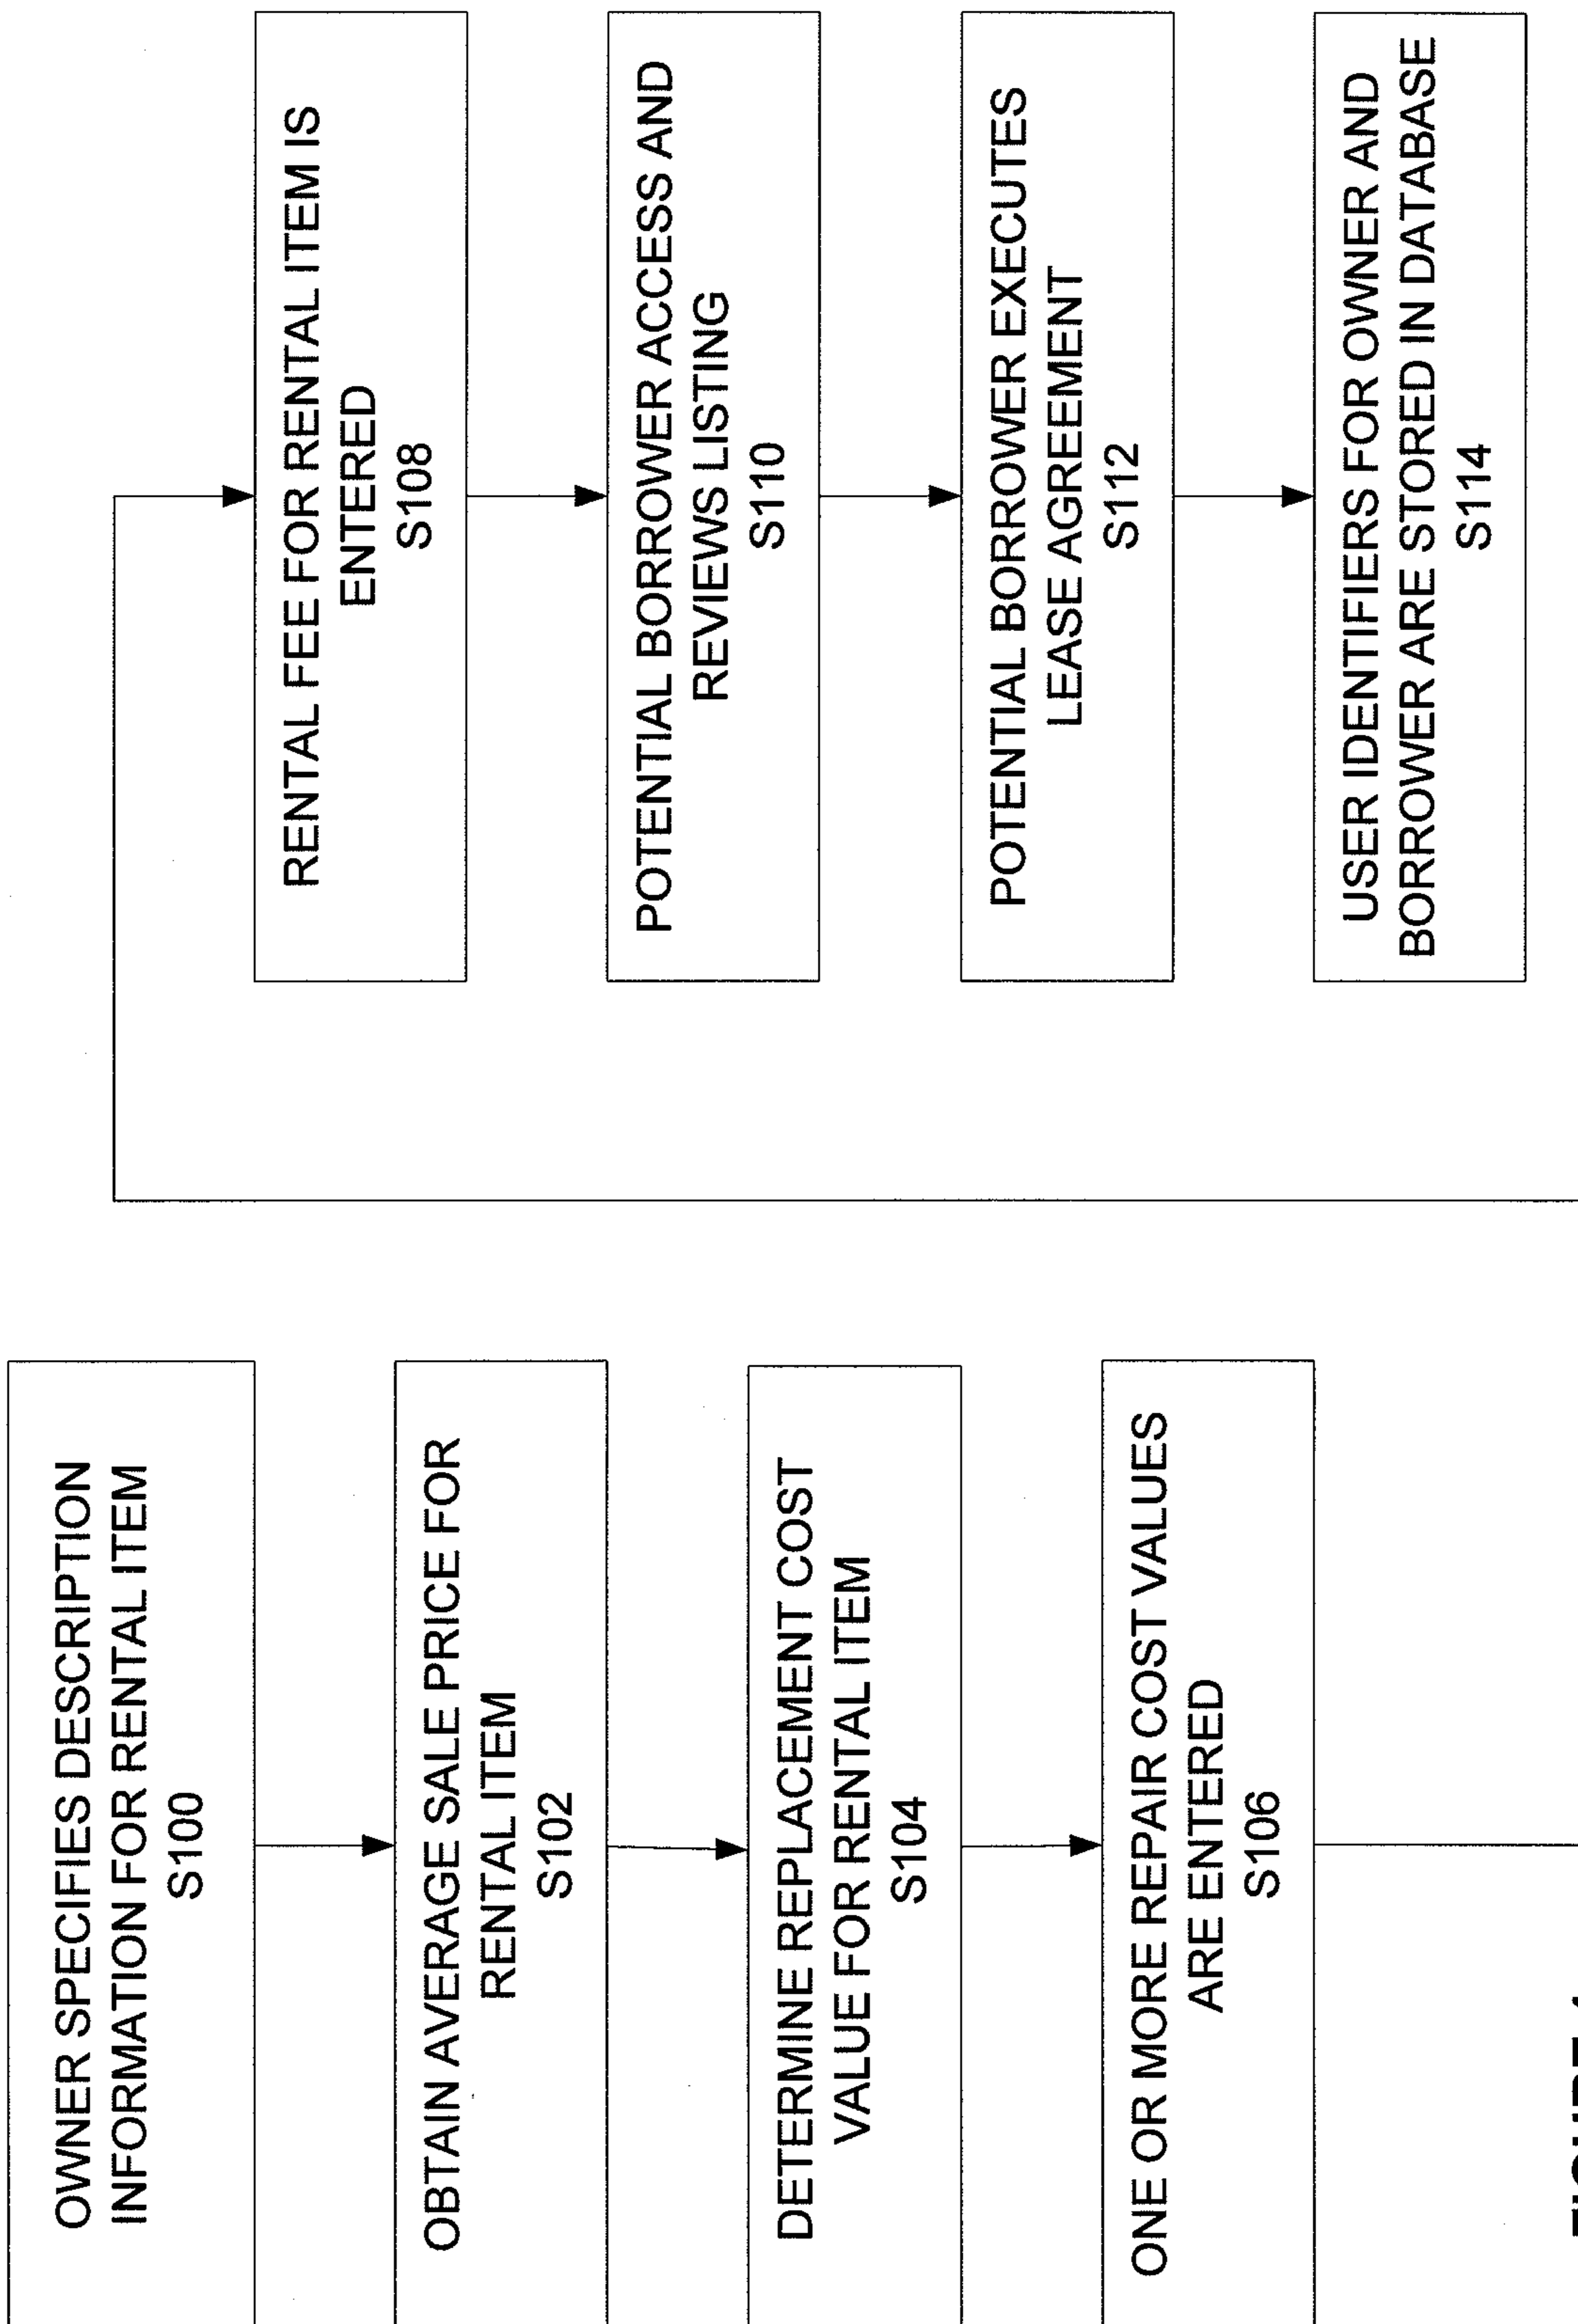 OWNER SPECIFIES DESCRIPTION
INFORMATION FOR RENTAL ITEM
S100
OBTAIN AVERAGE SALE PRICE FOR
RENTAL ITEM
S102
DETERMINE REPLACEMENT COST
VALUE FOR RENTAL ITEM
S104
ONE OR MORE REPAIR COST VALUES
ARE ENTERED
S106
RENTAL FEE FOR RENTAL ITEM IS
ENTERED
S108
POTENTIAL BORROWER ACCESS AND
REVIEWS LISTING
S110
POTENTIAL BORROWER EXECUTES
LEASE AGREEMENT
S112
USER IDENTIFIERS FOR OWNER AND
BORROWER ARE STORED IN DATABASE
S114
FIGURE